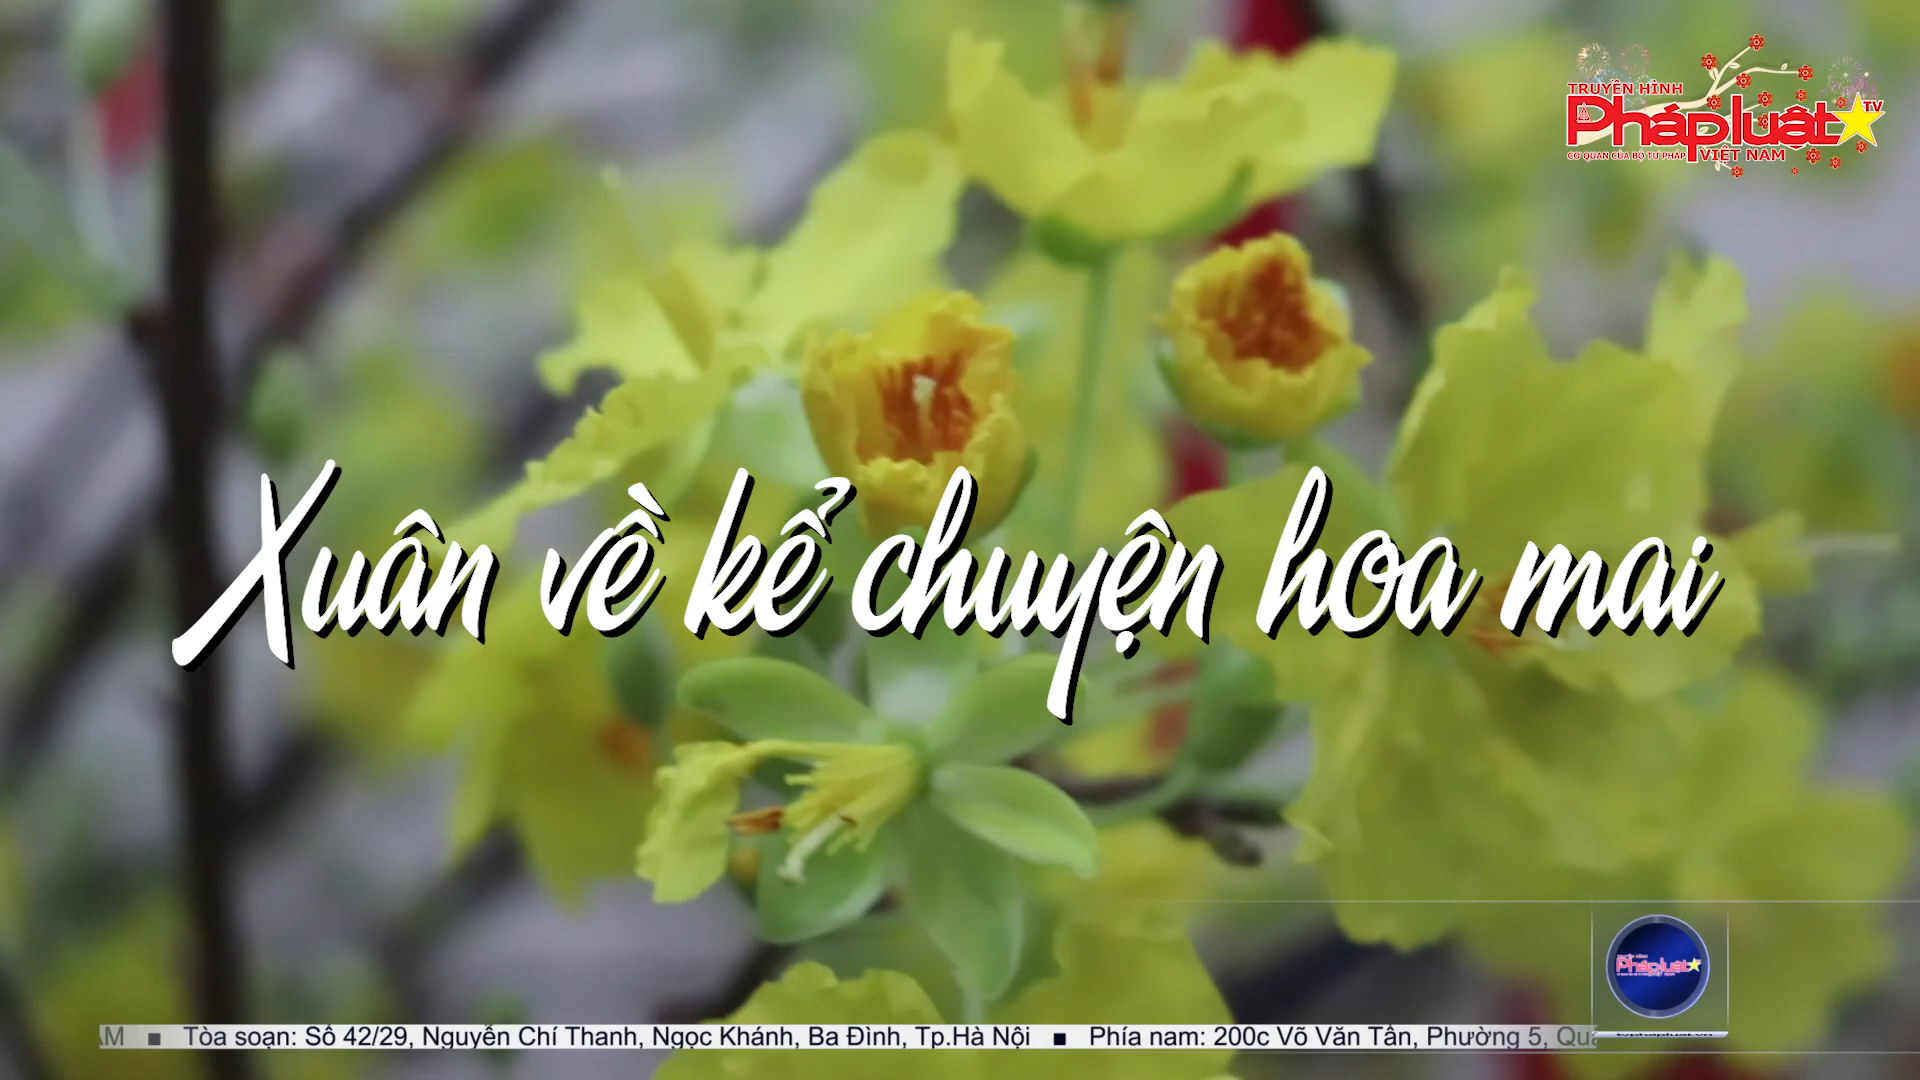 TRUYỀN HÌNH
Pháp luật TV
CƠ QUAN CỦA BỘ TƯ PHÁP VIỆT NAM
Xuân về kể chuyện hoa mai
Pháp luật
■ Tòa soạn: Số 42/29, Nguyễn Chí Thanh, Ngọc Khánh, Ba Đình, Tp.Hà Nội ■ Phía nam: 200c Võ Văn Tần, Phường 5,